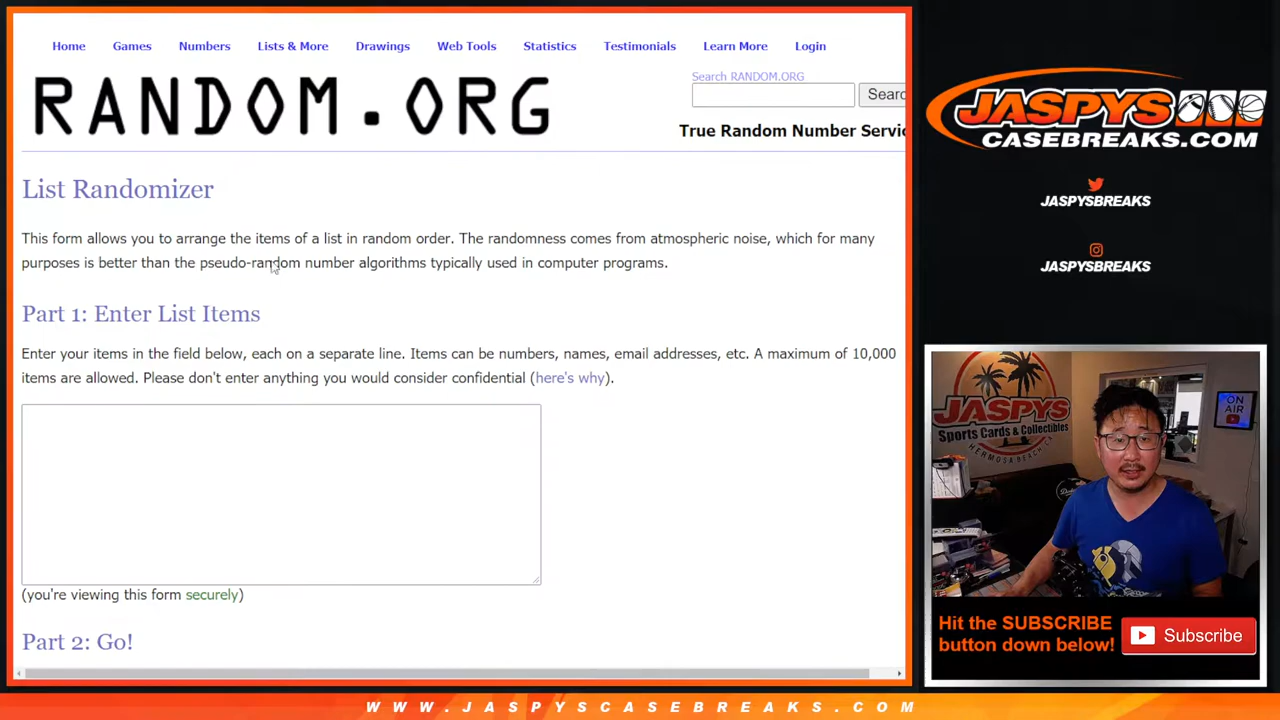 Home Games Numbers Lists & More Drawings Web Tools Statistics Testimonials Learn More Login
RANDOM.ORG
Search RANDOM.ORG
True Random Number Servic
List Randomizer
This form allows you to arrange the items of a list in random order. The randomness comes from atmospheric noise, which for many
purposes is better than the pseudo-random number algorithms typically used in computer programs.
Part 1: Enter List Items
Enter your items in the field below, each on a separate line. Items can be numbers, names, email addresses, etc. A maximum of 10,000
items are allowed. Please don't enter anything you would consider confidential (here's why).
(you're viewing this form securely)
Part 2: Go!
JASPYS
CASEBREAKS.COM
JASPYSBREAKS
JASPYSBREAKS
JASPYS
Sports Cards & Collectibles
HERMOSA BEACH, CA
ON
AIR
Hit the SUBSCRIBE
button down below!
Subscribe
WWW.JASPYSCASEBREAKS.COM